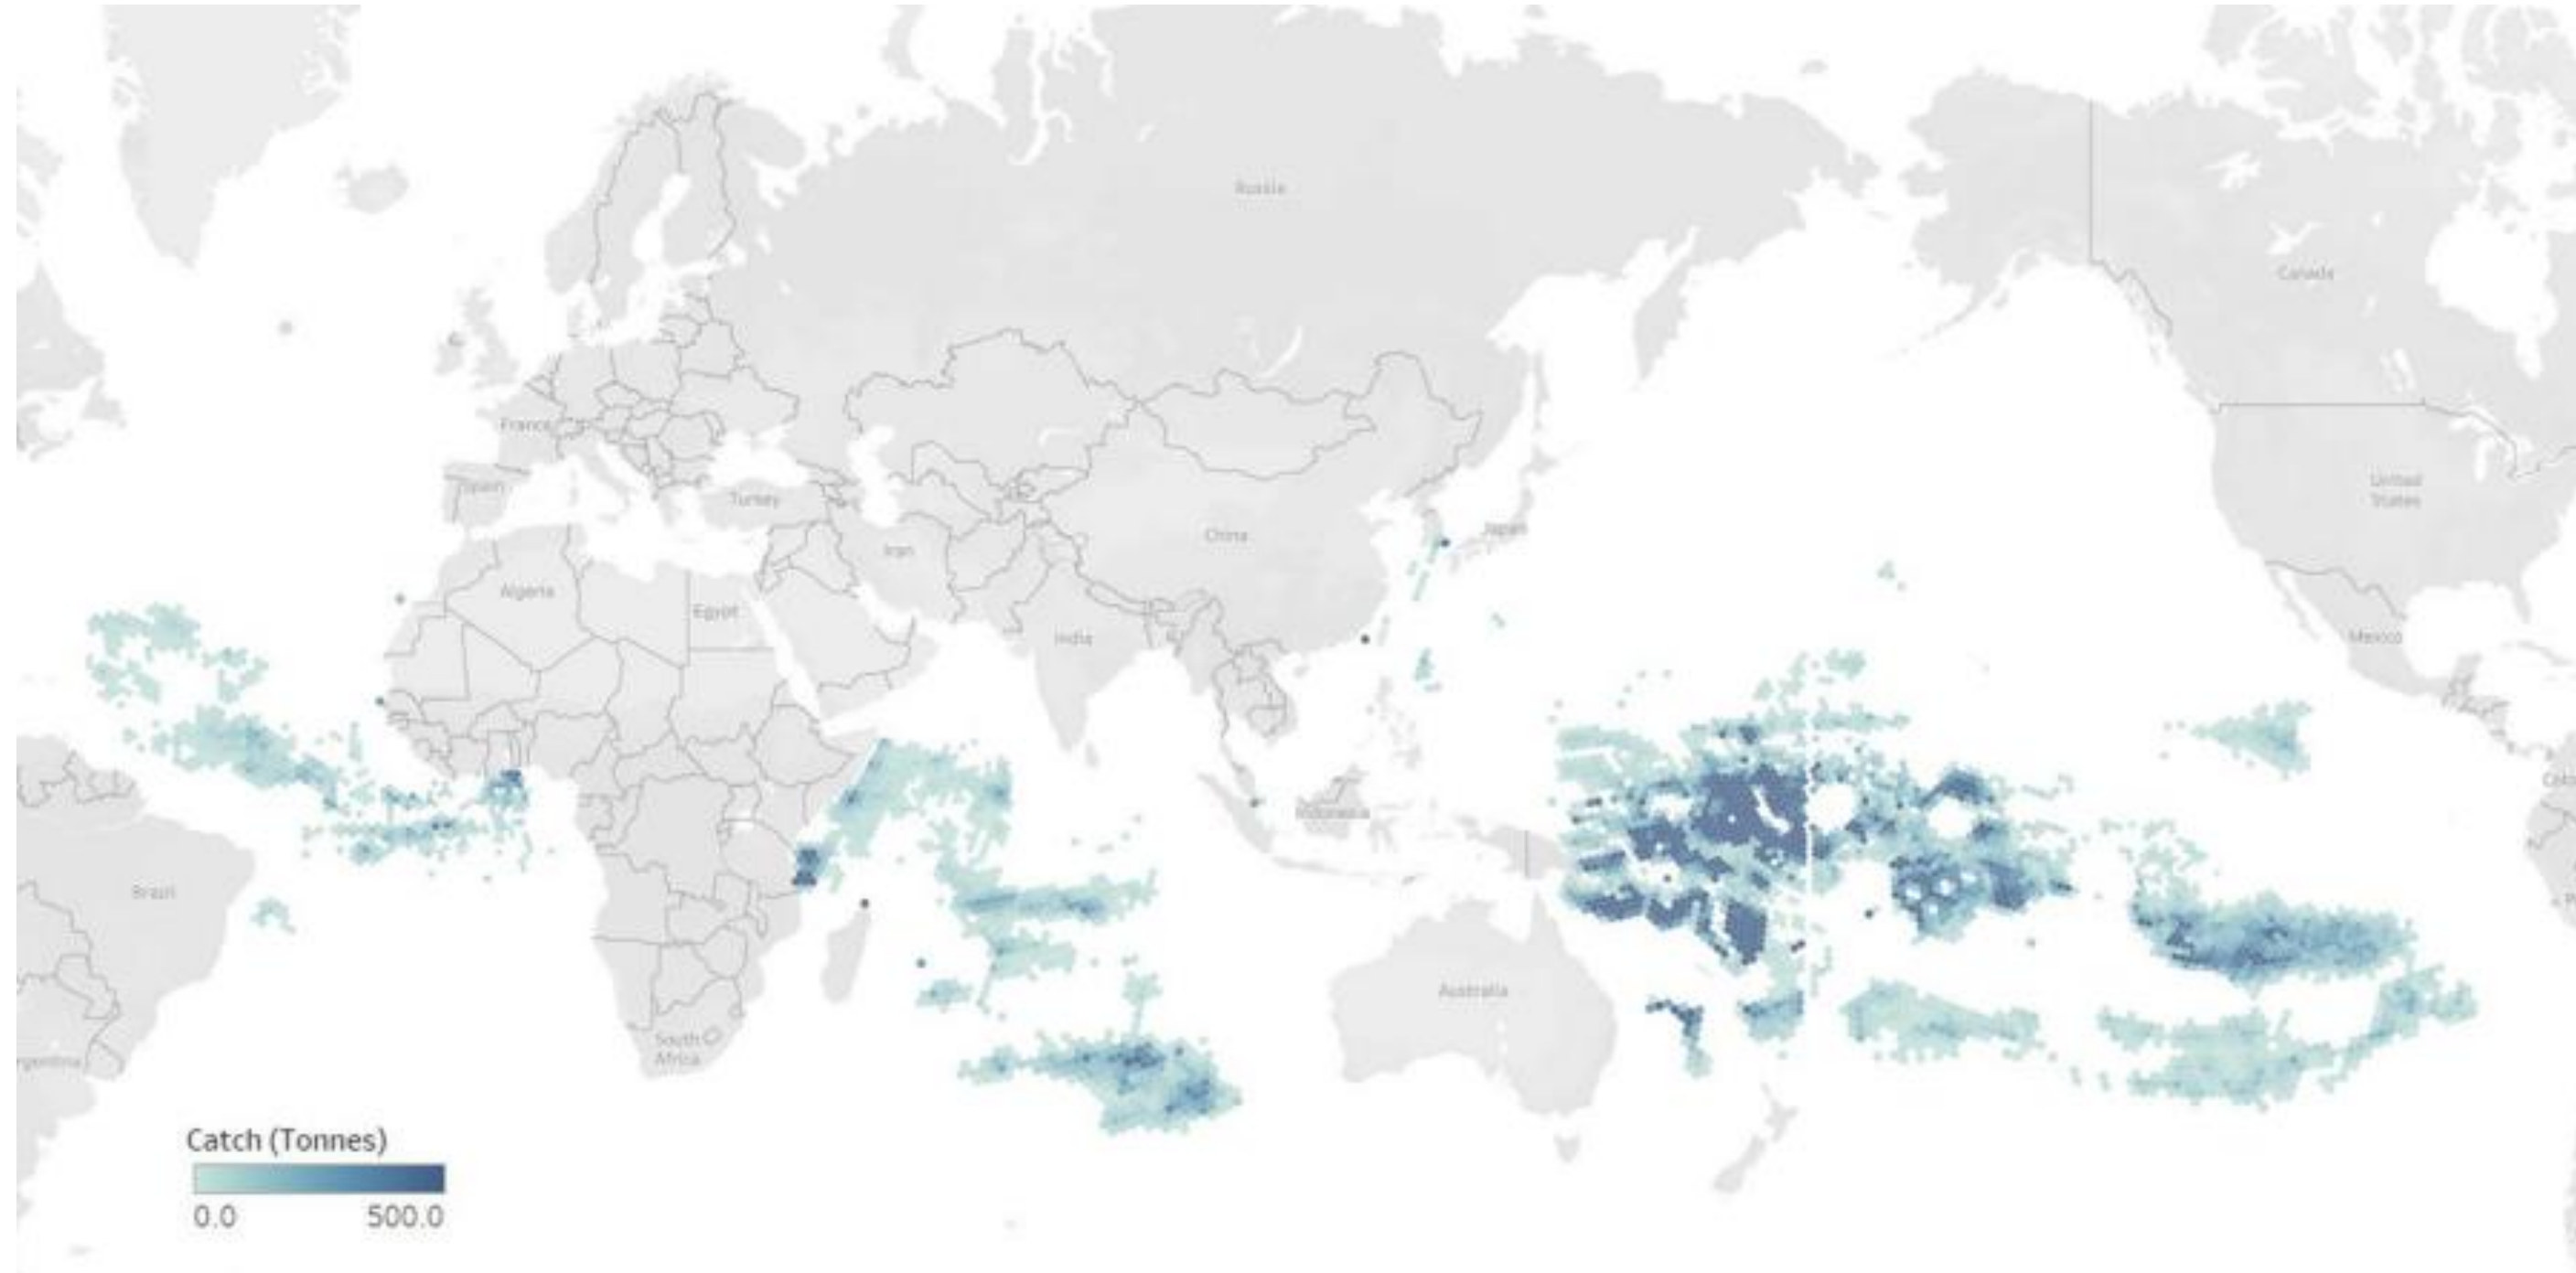 Russia
Canada
France
Spain
Turkey
United
States
Japan
China
Iran
Algeria
Egypt
India
Mexico
Indonesia
Brazil
Australia
South
Africa
Catch (Tonnes)
0.0 500.0